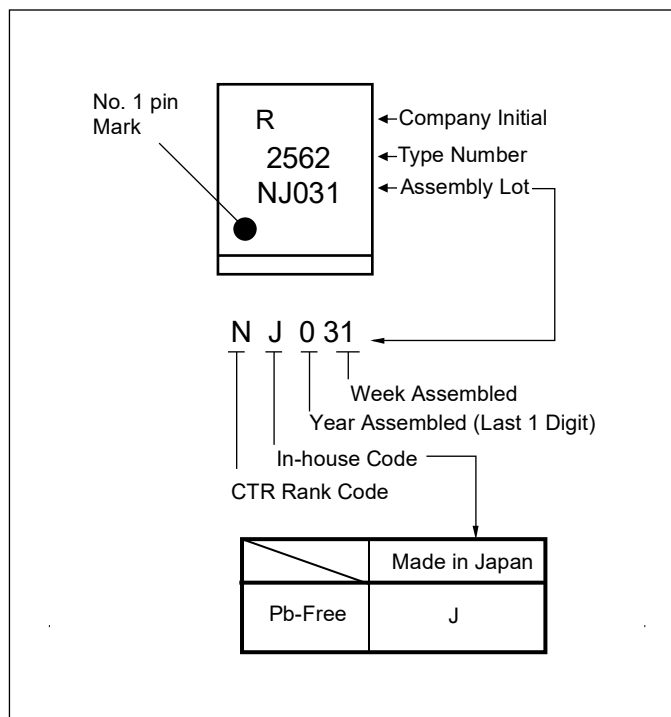 No. 1 pin
Mark
R
2562
NJ031
Company Initial
Type Number
Assembly Lot
N J 0 31
Week Assembled
Year Assembled (Last 1 Digit)
In-house Code
CTR Rank Code
Made in Japan
Pb-Free J